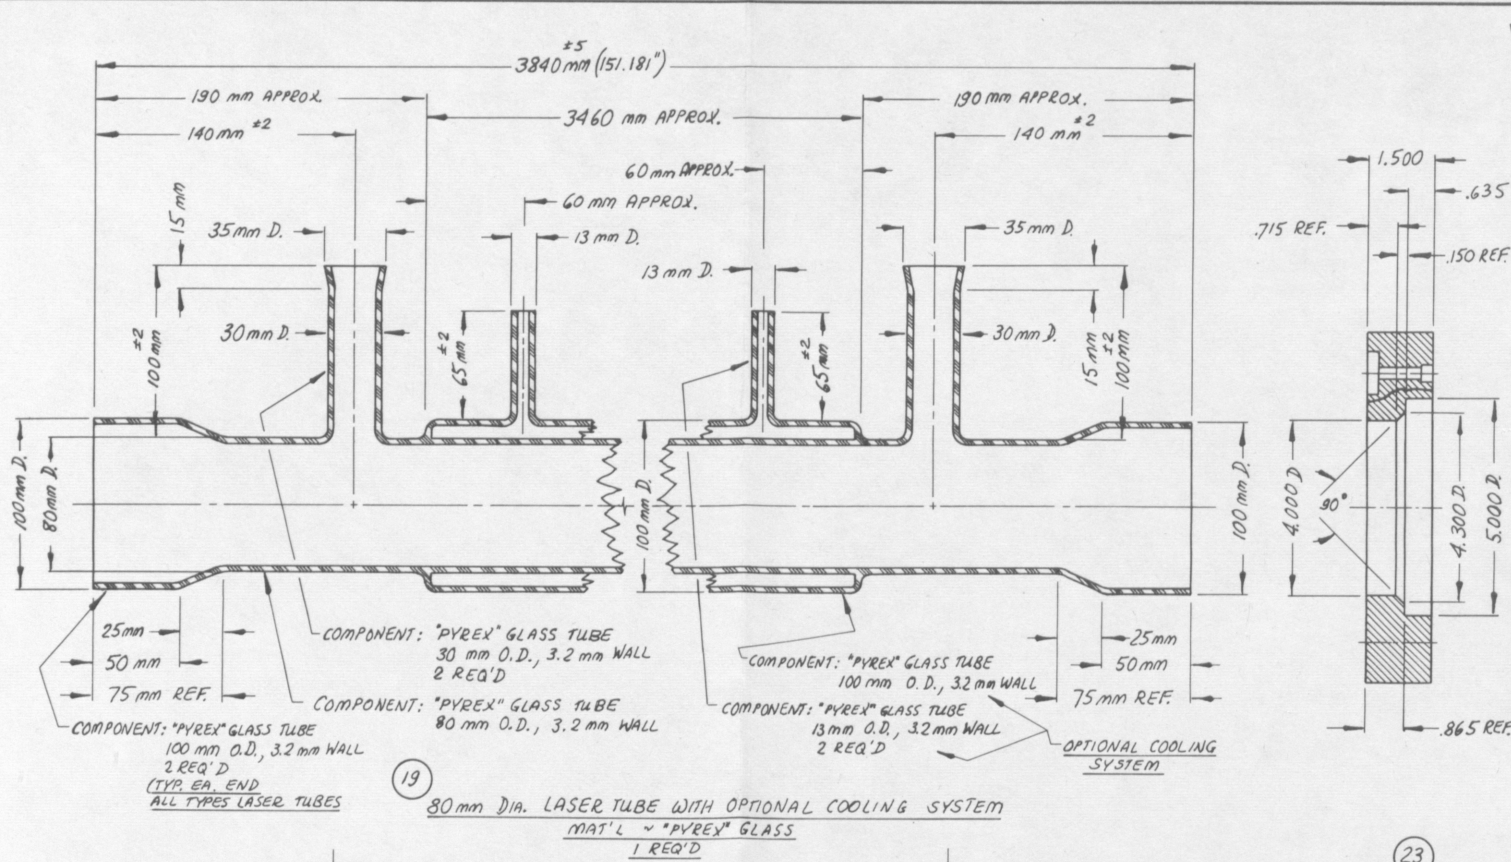 ±5
3840 mm (151.181")
190 mm APPROX.
190 mm APPROX.
3460 mm APPROX.
140 mm ±2
140 mm ±2
60 mm APPROX.
60 mm APPROX.
15 mm
35 mm D.
13 mm D.
13 mm D.
35 mm D.
100 mm ±2
30 mm D.
65 mm ±2
65 mm ±2
30 mm D.
15 mm
100 mm ±2
100 mm D.
80 mm D.
100 mm D.
100 mm D.
1.500
.635
.715 REF.
.150 REF.
4.000 D
90°
4.300 D.
5.000 D.
.865 REF.
25 mm
50 mm
75 mm REF.
25 mm
50 mm
75 mm REF.
COMPONENT: "PYREX" GLASS TUBE
30 mm O.D., 3.2 mm WALL
2 REQ'D
COMPONENT: "PYREX" GLASS TUBE
80 mm O.D., 3.2 mm WALL
COMPONENT: "PYREX" GLASS TUBE
100 mm O.D., 3.2 mm WALL
2 REQ'D
(TYP. EA. END
ALL TYPES LASER TUBES
COMPONENT: "PYREX" GLASS TUBE
100 mm O.D., 3.2 mm WALL
COMPONENT: "PYREX" GLASS TUBE
13 mm O.D., 3.2 mm WALL
2 REQ'D
OPTIONAL COOLING
SYSTEM
19
80 mm DIA. LASER TUBE WITH OPTIONAL COOLING SYSTEM
MAT'L ~ "PYREX" GLASS
1 REQ'D
23